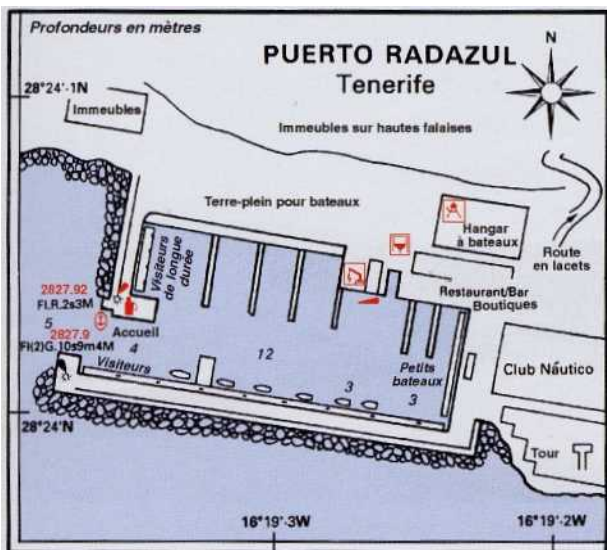 Profondeurs en mètres
PUERTO RADAZUL
Tenerife
N
28°24'·1N
Immeubles
Immeubles sur hautes falaises
Terre-plein pour bateaux
Hangar
à bateaux
Route
en lacets
Visiteurs
de longue
durée
Restaurant/Bar
Boutiques
2827.92
Fl.R.2s3M
5
2827.9
Fl(2)G.10s9m4M
Accueil
4
12
Visiteurs
3
Petits
bateaux
3
Club Náutico
28°24'N
Tour
16°19'·3W
16°19'·2W